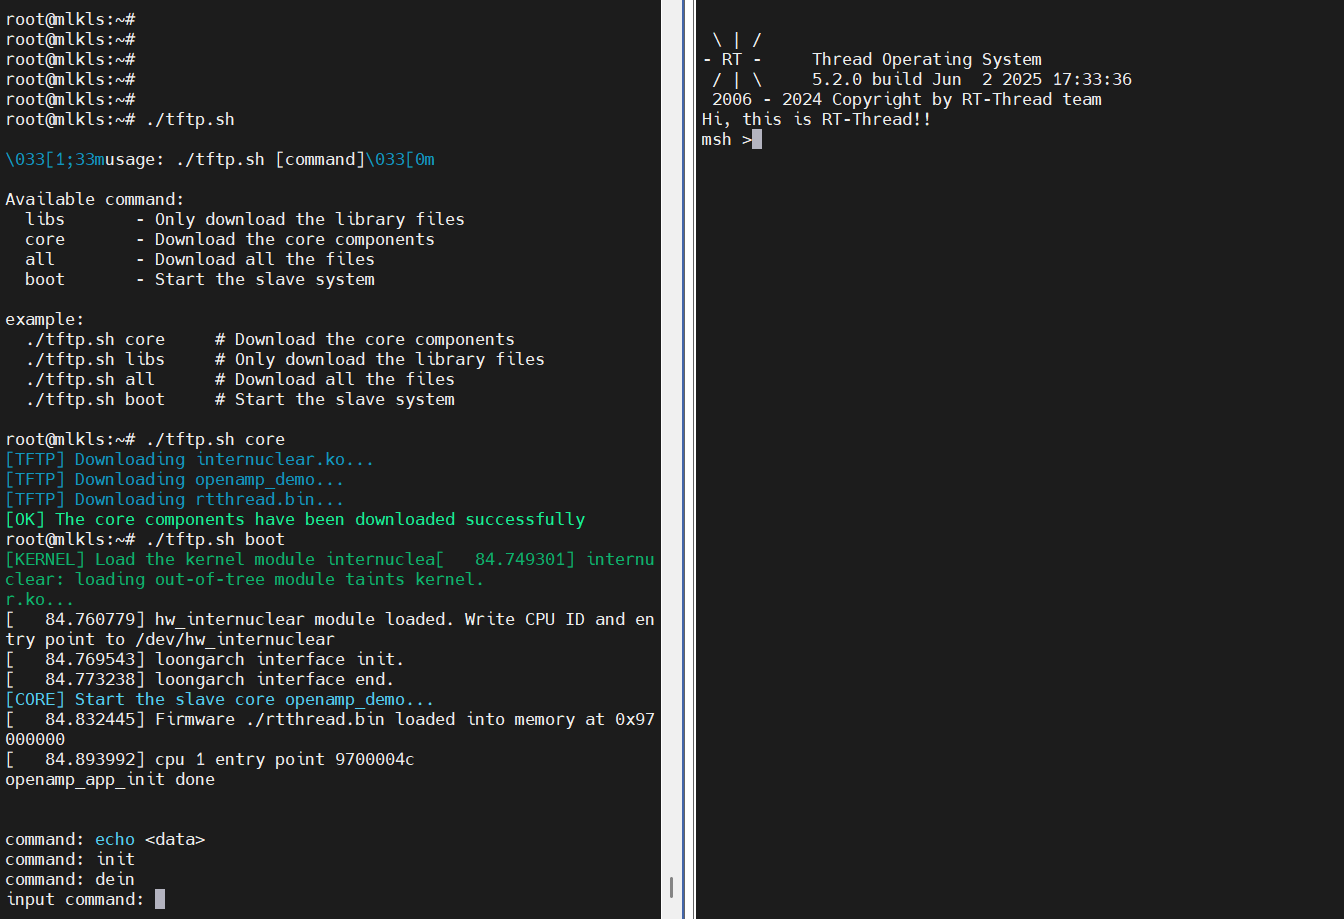 root@mlkls:~#
root@mlkls:~#
root@mlkls:~#
root@mlkls:~#
root@mlkls:~#
root@mlkls:~# ./tftp.sh
\033[1;33musage: ./tftp.sh [command]\033[0m
Available command:
  libs       - Only download the library files
  core       - Download the core components
  all        - Download all the files
  boot       - Start the slave system
example:
  ./tftp.sh core     # Download the core components
  ./tftp.sh libs     # Only download the library files
  ./tftp.sh all      # Download all the files
  ./tftp.sh boot     # Start the slave system
root@mlkls:~# ./tftp.sh core
[TFTP] Downloading internuclear.ko...
[TFTP] Downloading openamp_demo...
[TFTP] Downloading rtthread.bin...
[OK] The core components have been downloaded successfully
root@mlkls:~# ./tftp.sh boot
[KERNEL] Load the kernel module internuclea[   84.749301] internu
clear: loading out-of-tree module taints kernel.
r.ko...
[   84.760779] hw_internuclear module loaded. Write CPU ID and en
try point to /dev/hw_internuclear
[   84.769543] loongarch interface init.
[   84.773238] loongarch interface end.
[CORE] Start the slave core openamp_demo...
[   84.832445] Firmware ./rtthread.bin loaded into memory at 0x97
000000
[   84.893992] cpu 1 entry point 9700004c
openamp_app_init done
command: echo <data>
command: init
command: dein
input command:
 \ | /
- RT -     Thread Operating System
 / | \     5.2.0 build Jun  2 2025 17:33:36
 2006 - 2024 Copyright by RT-Thread team
Hi, this is RT-Thread!!
msh >